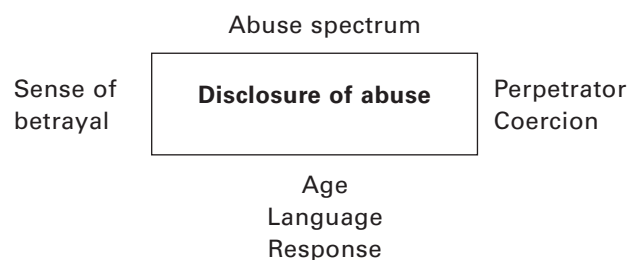 Abuse spectrum
Sense of
betrayal
Disclosure of abuse
Perpetrator
Coercion
Age
Language
Response